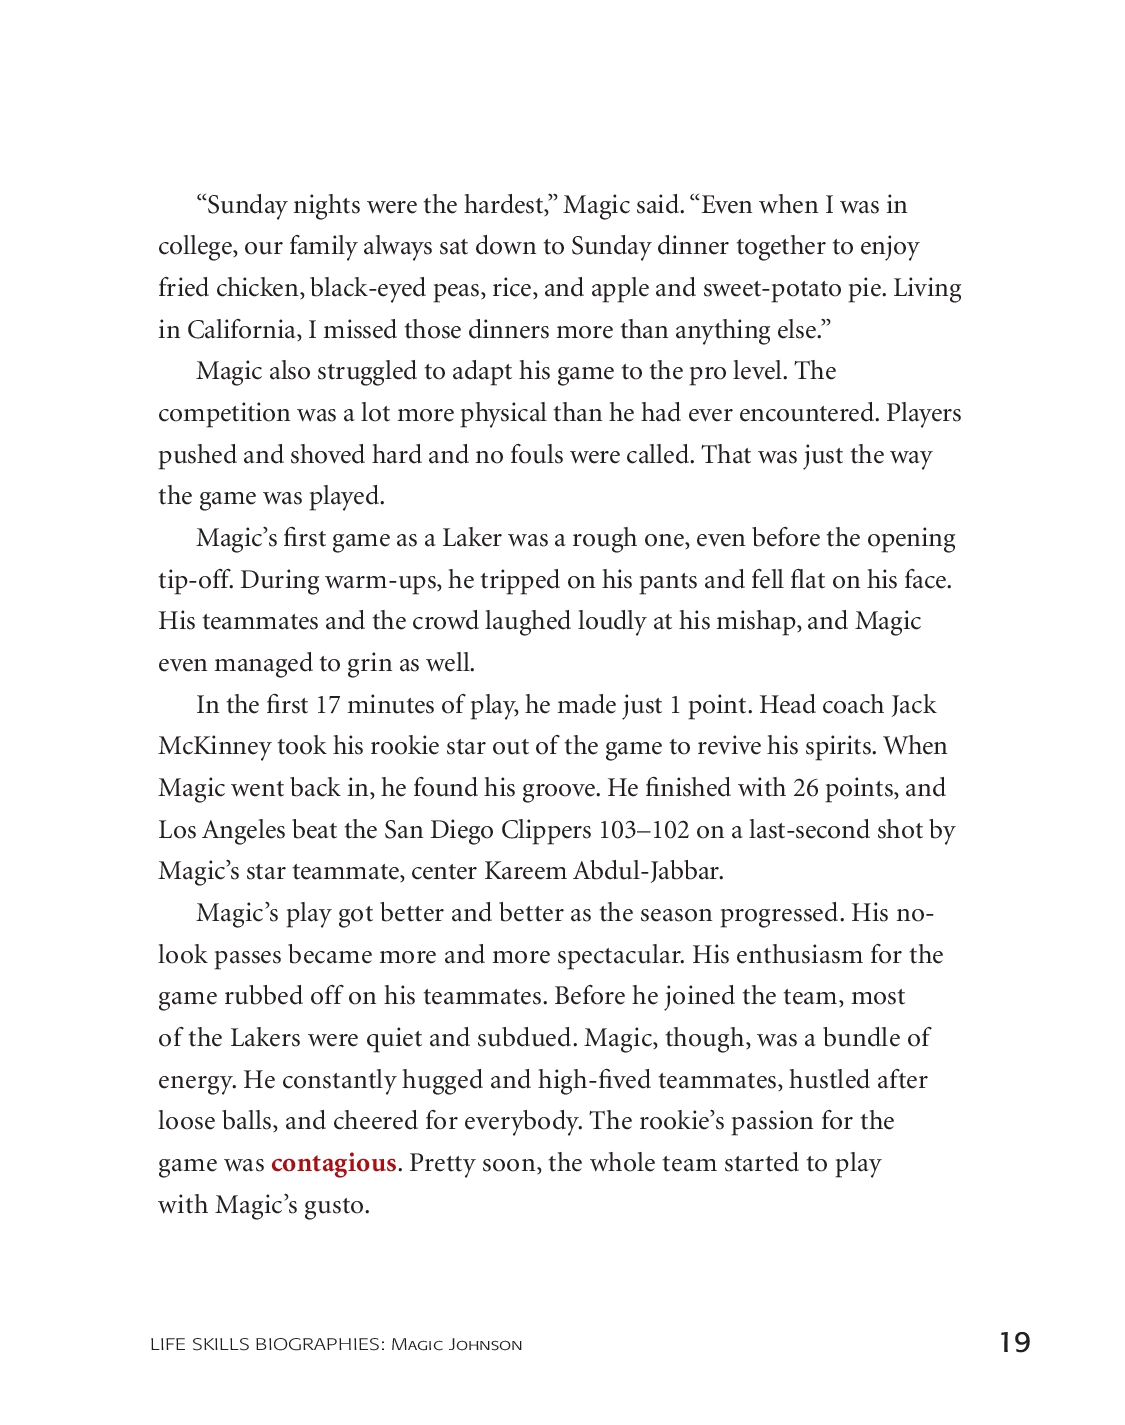 “Sunday nights were the hardest,” Magic said. “Even when I was in
college, our family always sat down to Sunday dinner together to enjoy
fried chicken, black-eyed peas, rice, and apple and sweet-potato pie. Living
in California, I missed those dinners more than anything else.”
Magic also struggled to adapt his game to the pro level. The
competition was a lot more physical than he had ever encountered. Players
pushed and shoved hard and no fouls were called. That was just the way
the game was played.
Magic’s first game as a Laker was a rough one, even before the opening
tip-off. During warm-ups, he tripped on his pants and fell flat on his face.
His teammates and the crowd laughed loudly at his mishap, and Magic
even managed to grin as well.
In the first 17 minutes of play, he made just 1 point. Head coach Jack
McKinney took his rookie star out of the game to revive his spirits. When
Magic went back in, he found his groove. He finished with 26 points, and
Los Angeles beat the San Diego Clippers 103–102 on a last-second shot by
Magic’s star teammate, center Kareem Abdul-Jabbar.
Magic’s play got better and better as the season progressed. His no-
look passes became more and more spectacular. His enthusiasm for the
game rubbed off on his teammates. Before he joined the team, most
of the Lakers were quiet and subdued. Magic, though, was a bundle of
energy. He constantly hugged and high-fived teammates, hustled after
loose balls, and cheered for everybody. The rookie’s passion for the
game was contagious. Pretty soon, the whole team started to play
with Magic’s gusto.
LIFE SKILLS BIOGRAPHIES: Magic Johnson 19